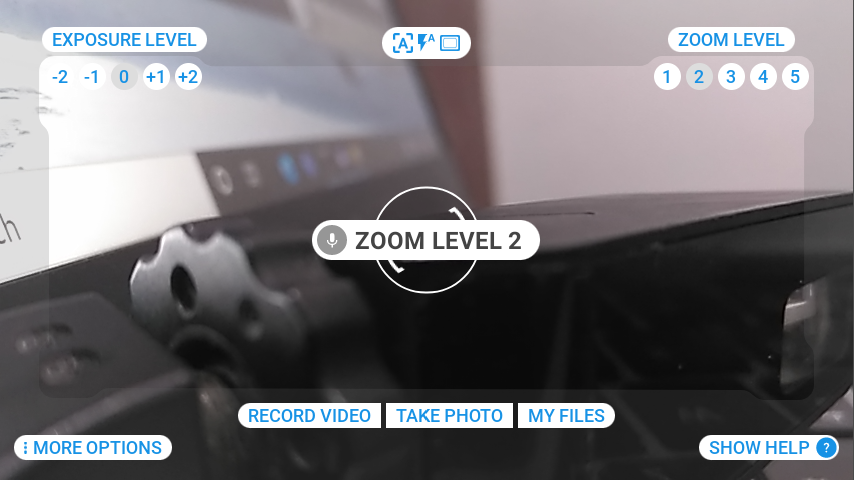 EXPOSURE LEVEL
-2 -1 0 +1 +2
A A
ZOOM LEVEL
1 2 3 4 5
ch
ZOOM LEVEL 2
RECORD VIDEO TAKE PHOTO MY FILES
MORE OPTIONS
SHOW HELP ?